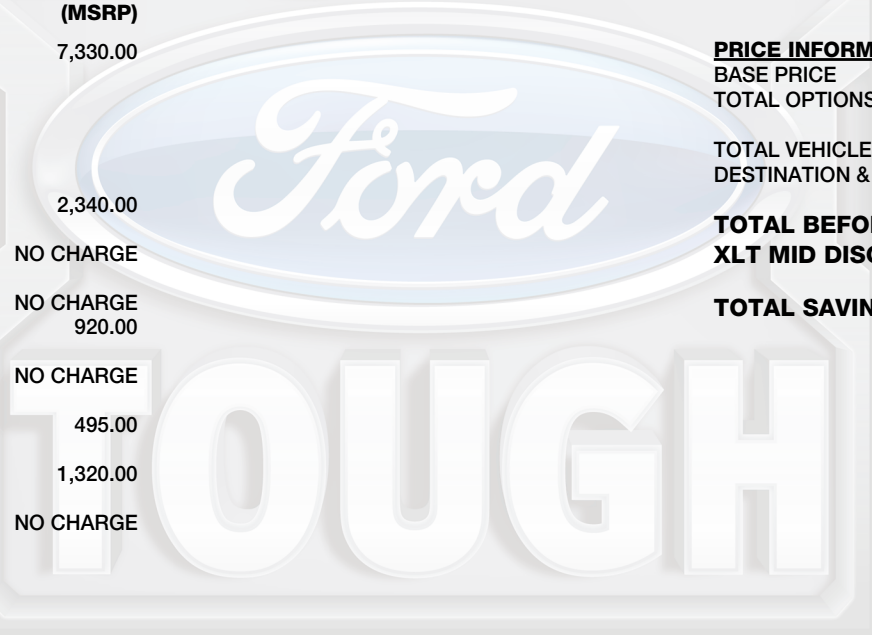 (MSRP)
7,330.00
2,340.00
NO CHARGE
NO CHARGE
920.00
NO CHARGE
495.00
1,320.00
NO CHARGE
PRICE INFORM
BASE PRICE
TOTAL OPTIONS
TOTAL VEHICLE
DESTINATION &
TOTAL BEFO
XLT MID DISC
TOTAL SAVIN
Ford
TOUGH